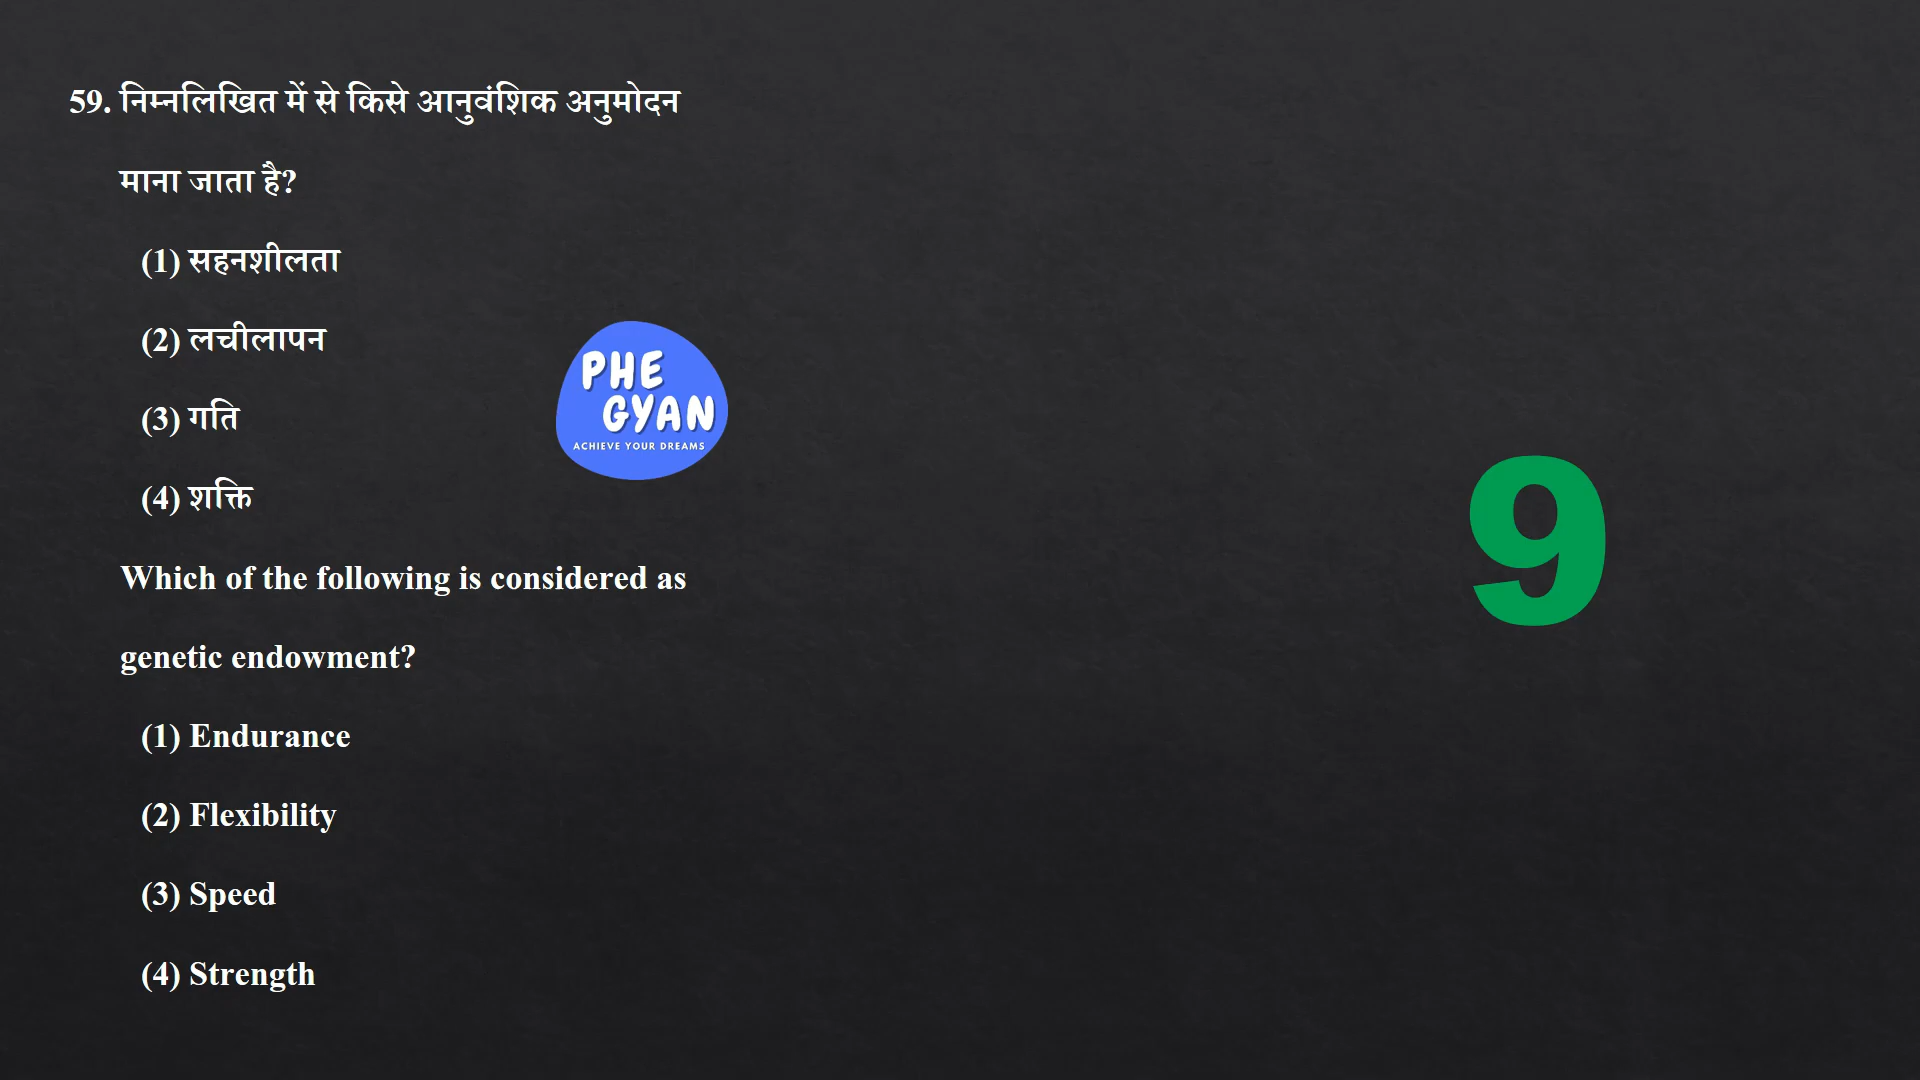 59. निम्नलिखित में से किसे आनुवंशिक अनुमोदन
माना जाता है?
(1) सहनशीलता
(2) लचीलापन
(3) गति
(4) शक्ति
PHE
GYAN
ACHIEVE YOUR DREAMS
Which of the following is considered as
genetic endowment?
(1) Endurance
(2) Flexibility
(3) Speed
(4) Strength
9